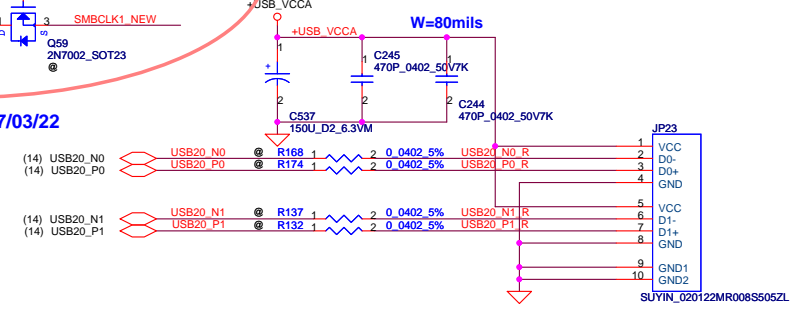 +USB_VCCA
3 SMBCLK1_NEW
D S
Q59
2N7002_SOT23
@
7/03/22
+USB_VCCA
W=80mils
1 1 1
+
C245
470P_0402_50V7K
2 2 2
C244
470P_0402_50V7K
C537
150U_D2_6.3VM
JP23
(14) USB20_N0 USB20_N0 @ R168 1 2 0_0402_5% USB20_N0_R
(14) USB20_P0 USB20_P0 @ R174 1 2 0_0402_5% USB20_P0_R
(14) USB20_N1 USB20_N1 @ R137 1 2 0_0402_5% USB20_N1_R
(14) USB20_P1 USB20_P1 @ R132 1 2 0_0402_5% USB20_P1_R
1 VCC
2 D0-
3 D0+
4 GND
5 VCC
6 D1-
7 D1+
8 GND
9 GND1
10 GND2
SUYIN_020122MR008S505ZL